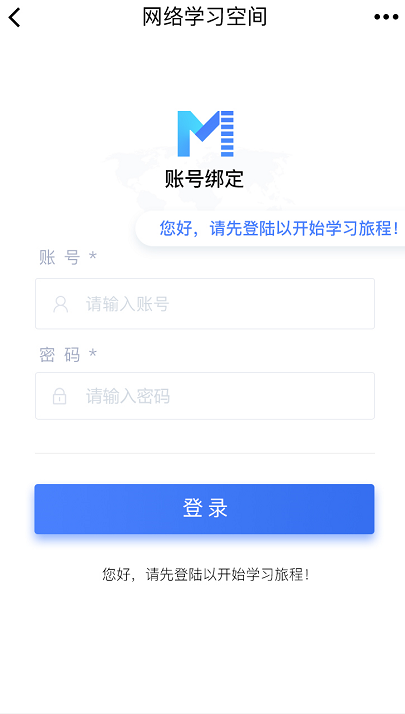 网络学习空间
账号绑定
您好，请先登陆以开始学习旅程！
账 号 *
请输入账号
密 码 *
请输入密码
登录
您好，请先登陆以开始学习旅程！